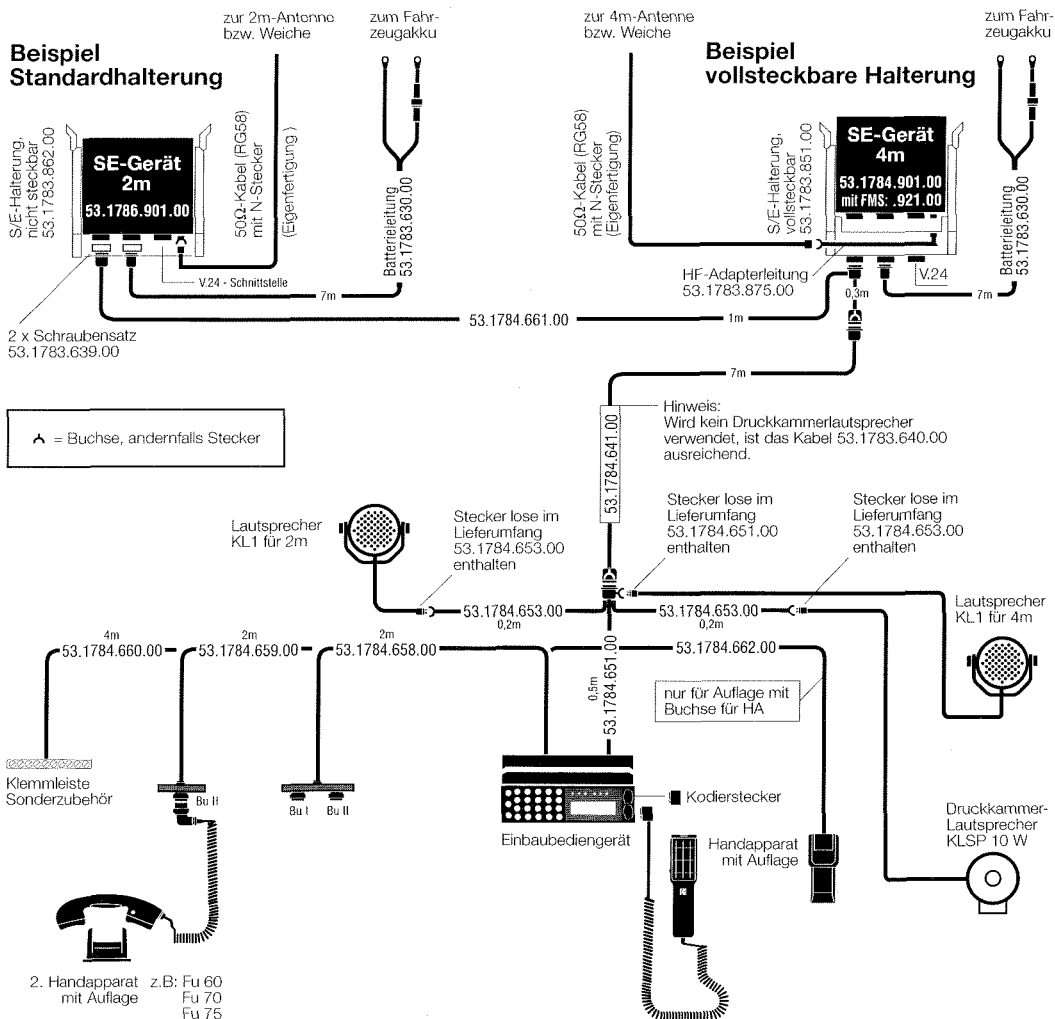 zur 2m-Antenne
bzw. Weiche
zum Fahr-
zeugakku
zur 4m-Antenne
bzw. Weiche
zum Fahr-
zeugakku
Beispiel
Standardhalterung
Beispiel
vollsteckbare Halterung
S/E-Halterung,
nicht steckbar
53.1783.862.00
SE-Gerät
2m
53.1786.901.00
50Ω-Kabel (RG58)
mit N-Stecker
(Eigenfertigung )
Batterieleitung
53.1783.630.00
50Ω-Kabel (RG58)
mit N-Stecker
(Eigenfertigung)
S/E-Halterung,
vollsteckbar
53.1783.851.00
SE-Gerät
4m
53.1784.901.00
mit FMS: .921.00
Batterieleitung
53.1783.630.00
V.24 - Schnittstelle
7m
HF-Adapterleitung
53.1783.875.00
V.24
0,3m
7m
53.1784.661.00
1m
2 x Schraubensatz
53.1783.639.00
7m
= Buchse, andernfalls Stecker
53.1784.641.00
Hinweis:
Wird kein Druckkammerlautsprecher
verwendet, ist das Kabel 53.1783.640.00
ausreichend.
Lautsprecher
KL1 für 2m
Stecker lose im
Lieferumfang
53.1784.653.00
enthalten
Stecker lose im
Lieferumfang
53.1784.651.00
enthalten
Stecker lose im
Lieferumfang
53.1784.653.00
enthalten
53.1784.653.00
0,2m
53.1784.653.00
0,2m
Lautsprecher
KL1 für 4m
4m
53.1784.660.00
2m
53.1784.659.00
2m
53.1784.658.00
0,5m
53.1784.651.00
53.1784.662.00
nur für Auflage mit
Buchse für HA
Klemmleiste
Sonderzubehör
Bu II
Bu I
Bu II
Einbaubediengerät
Kodierstecker
Handapparat
mit Auflage
Druckkammer-
Lautsprecher
KLSP 10 W
2. Handapparat
mit Auflage
z.B: Fu 60
Fu 70
Fu 75